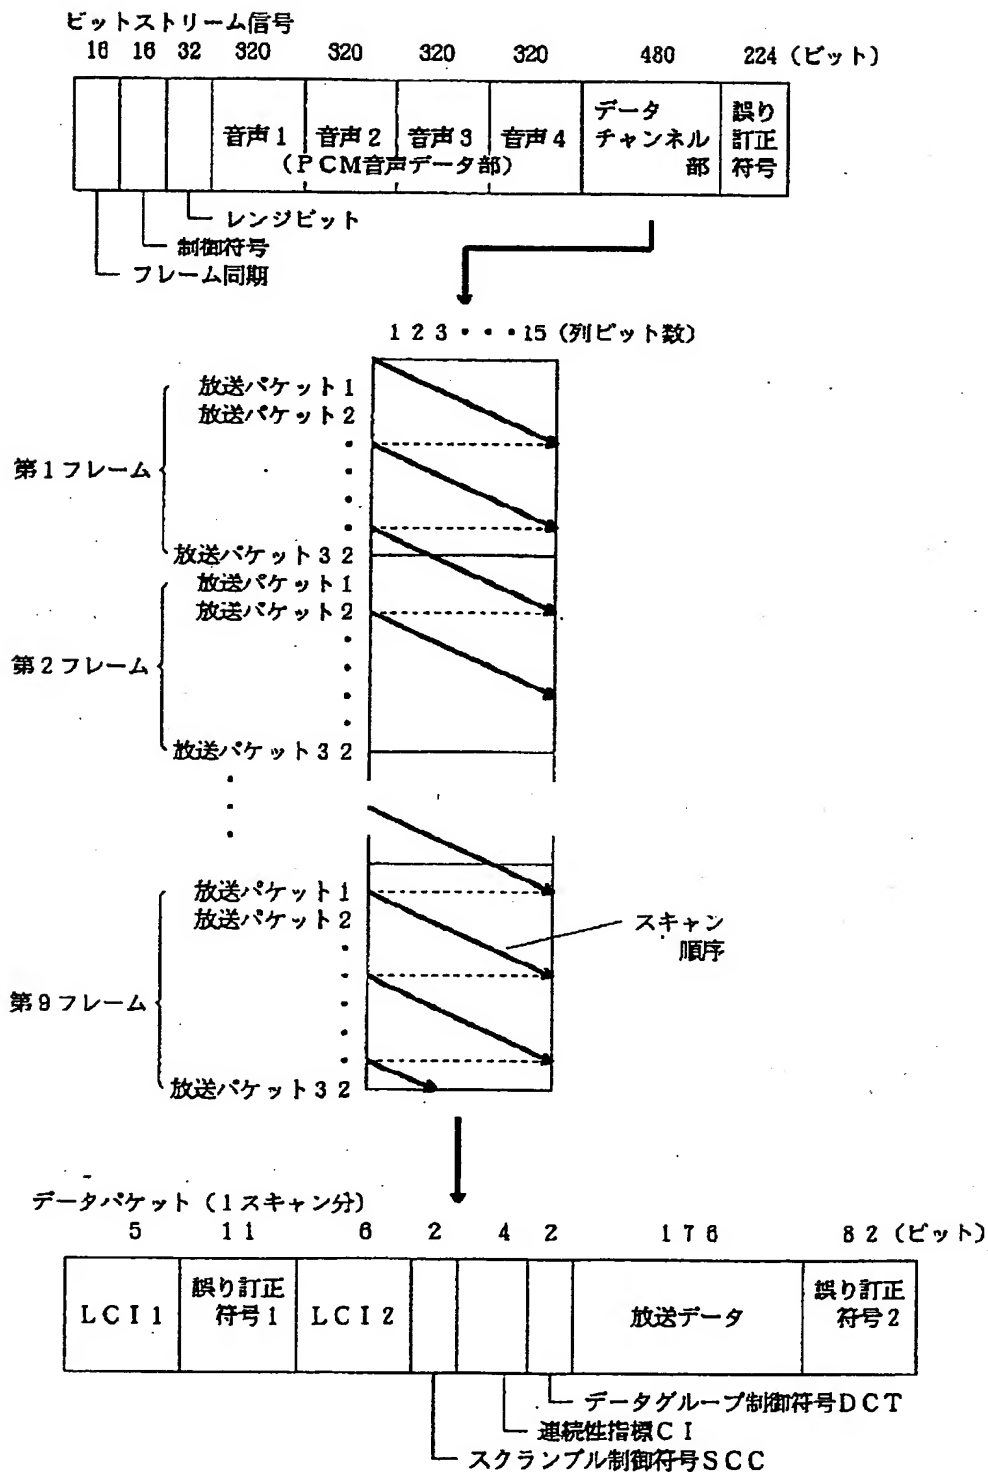 ビットストリーム信号
16 16 32 320 320 320 320 480 224 (ビット)
音声1 音声2 音声3 音声4
(PCM音声データ部)
データ
チャンネル
部
誤り
訂正
符号
レンジビット
制御符号
フレーム同期
1 2 3 ・・・15 (列ビット数)
放送パケット1
放送パケット2
第1フレーム
放送パケット32
放送パケット1
放送パケット2
第2フレーム
放送パケット32
放送パケット1
放送パケット2
スキャン
順序
第9フレーム
放送パケット32
データパケット (1スキャン分)
5 11 6 2 4 2 176 82 (ビット)
LCI1
誤り訂正
符号1
LCI2
放送データ
誤り訂正
符号2
データグループ制御符号DCT
連続性指標CI
スクランブル制御符号SCC